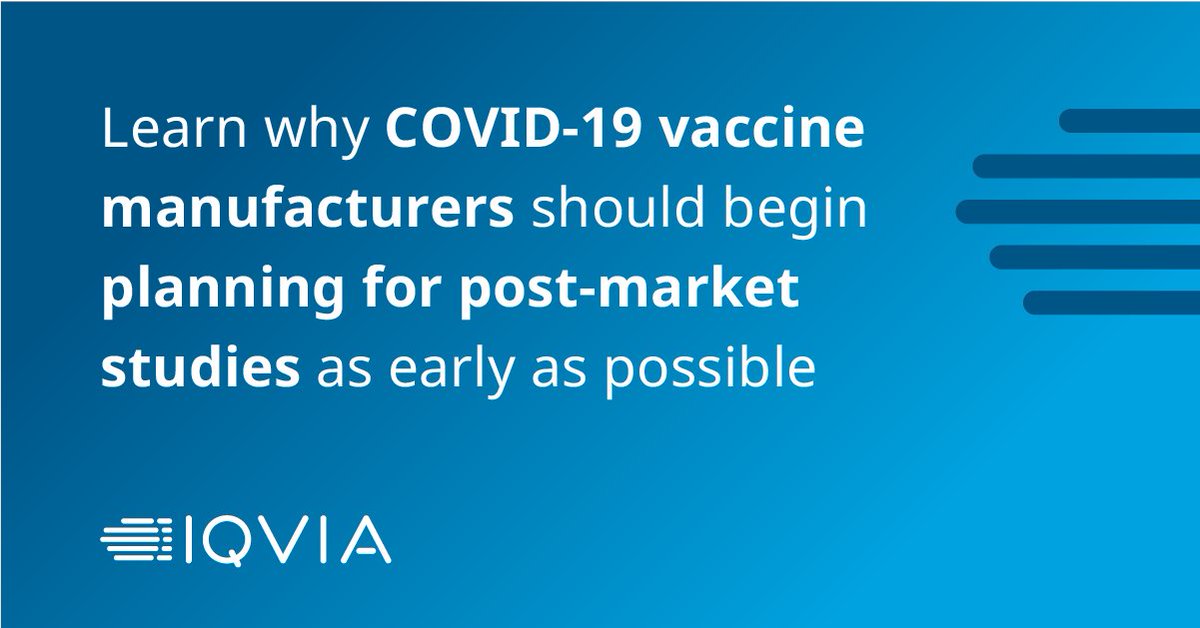 Learn why COVID-19 vaccine
manufacturers should begin
planning for post-market
studies as early as possible
IQVIA